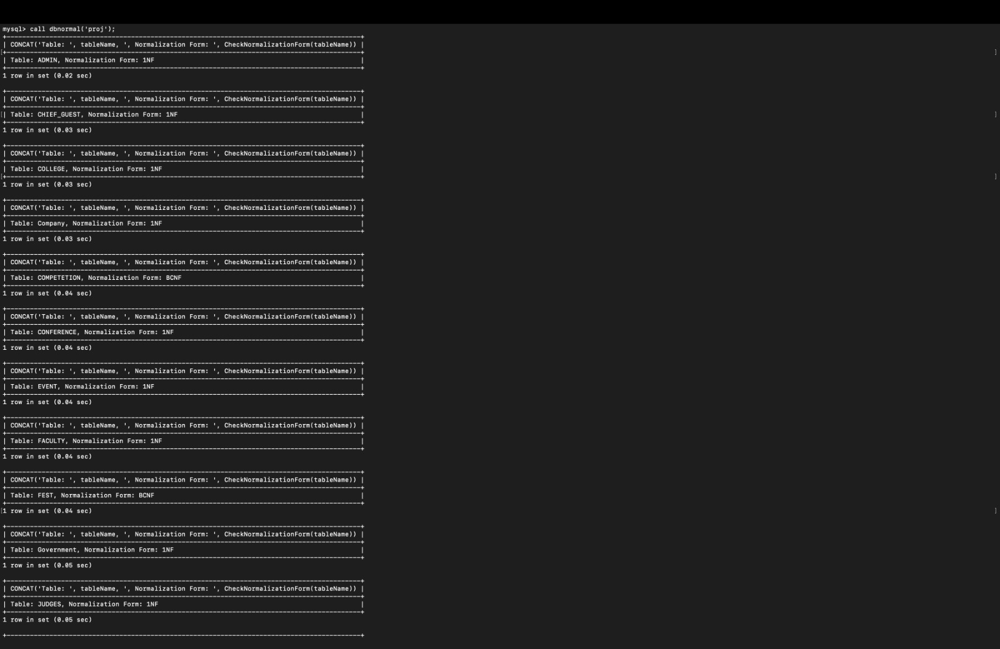 mysql> call dbnormal('proj');
+------------------------------------------------------------------------------------------+
| CONCAT('Table: ', tableName, ', Normalization Form: ', CheckNormalizationForm(tableName)) |
[+------------------------------------------------------------------------------------------+ ]
| Table: ADMIN, Normalization Form: 1NF |
+------------------------------------------------------------------------------------------+
1 row in set (0.02 sec)
+------------------------------------------------------------------------------------------+
| CONCAT('Table: ', tableName, ', Normalization Form: ', CheckNormalizationForm(tableName)) |
+------------------------------------------------------------------------------------------+
[| Table: CHIEF_GUEST, Normalization Form: 1NF | ]
+------------------------------------------------------------------------------------------+
1 row in set (0.03 sec)
+------------------------------------------------------------------------------------------+
| CONCAT('Table: ', tableName, ', Normalization Form: ', CheckNormalizationForm(tableName)) |
+------------------------------------------------------------------------------------------+
| Table: COLLEGE, Normalization Form: 1NF |
[+------------------------------------------------------------------------------------------+ ]
1 row in set (0.03 sec)
+------------------------------------------------------------------------------------------+
| CONCAT('Table: ', tableName, ', Normalization Form: ', CheckNormalizationForm(tableName)) |
+------------------------------------------------------------------------------------------+
| Table: Company, Normalization Form: 1NF |
+------------------------------------------------------------------------------------------+
1 row in set (0.03 sec)
+------------------------------------------------------------------------------------------+
| CONCAT('Table: ', tableName, ', Normalization Form: ', CheckNormalizationForm(tableName)) |
+------------------------------------------------------------------------------------------+
| Table: COMPETETION, Normalization Form: BCNF |
+------------------------------------------------------------------------------------------+
1 row in set (0.04 sec)
+------------------------------------------------------------------------------------------+
| CONCAT('Table: ', tableName, ', Normalization Form: ', CheckNormalizationForm(tableName)) |
+------------------------------------------------------------------------------------------+
| Table: CONFERENCE, Normalization Form: 1NF |
+------------------------------------------------------------------------------------------+
1 row in set (0.04 sec)
+------------------------------------------------------------------------------------------+
| CONCAT('Table: ', tableName, ', Normalization Form: ', CheckNormalizationForm(tableName)) |
+------------------------------------------------------------------------------------------+
| Table: EVENT, Normalization Form: 1NF |
+------------------------------------------------------------------------------------------+
1 row in set (0.04 sec)
+------------------------------------------------------------------------------------------+
| CONCAT('Table: ', tableName, ', Normalization Form: ', CheckNormalizationForm(tableName)) |
+------------------------------------------------------------------------------------------+
| Table: FACULTY, Normalization Form: 1NF |
+------------------------------------------------------------------------------------------+
1 row in set (0.04 sec)
+------------------------------------------------------------------------------------------+
| CONCAT('Table: ', tableName, ', Normalization Form: ', CheckNormalizationForm(tableName)) |
+------------------------------------------------------------------------------------------+
| Table: FEST, Normalization Form: BCNF |
+------------------------------------------------------------------------------------------+
[1 row in set (0.04 sec) ]
+------------------------------------------------------------------------------------------+
| CONCAT('Table: ', tableName, ', Normalization Form: ', CheckNormalizationForm(tableName)) |
+------------------------------------------------------------------------------------------+
| Table: Government, Normalization Form: 1NF |
+------------------------------------------------------------------------------------------+
1 row in set (0.05 sec)
+------------------------------------------------------------------------------------------+
| CONCAT('Table: ', tableName, ', Normalization Form: ', CheckNormalizationForm(tableName)) |
+------------------------------------------------------------------------------------------+
| Table: JUDGES, Normalization Form: 1NF |
+------------------------------------------------------------------------------------------+
1 row in set (0.05 sec)
+------------------------------------------------------------------------------------------+